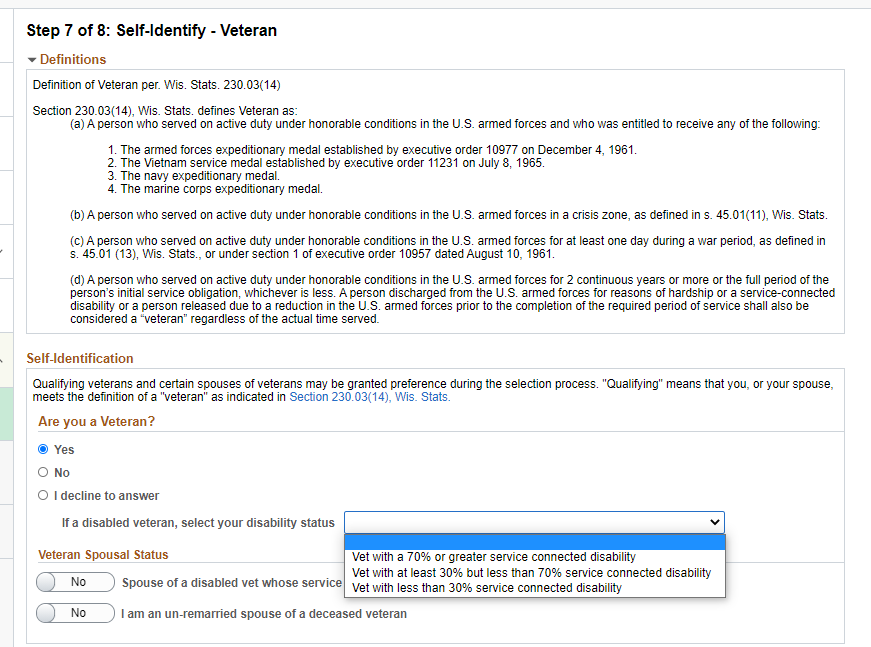 Step 7 of 8: Self-Identify - Veteran
Definitions
Definition of Veteran per. Wis. Stats. 230.03(14)
Section 230.03(14), Wis. Stats. defines Veteran as:
(a) A person who served on active duty under honorable conditions in the U.S. armed forces and who was entitled to receive any of the following:
1. The armed forces expeditionary medal established by executive order 10977 on December 4, 1961.
2. The Vietnam service medal established by executive order 11231 on July 8, 1965.
3. The navy expeditionary medal.
4. The marine corps expeditionary medal.
(b) A person who served on active duty under honorable conditions in the U.S. armed forces in a crisis zone, as defined in s. 45.01(11), Wis. Stats.
(c) A person who served on active duty under honorable conditions in the U.S. armed forces for at least one day during a war period, as defined in
s. 45.01 (13), Wis. Stats., or under section 1 of executive order 10957 dated August 10, 1961.
(d) A person who served on active duty under honorable conditions in the U.S. armed forces for 2 continuous years or more or the full period of the
person's initial service obligation, whichever is less. A person discharged from the U.S. armed forces for reasons of hardship or a service-connected
disability or a person released due to a reduction in the U.S. armed forces prior to the completion of the required period of service shall also be
considered a “veteran” regardless of the actual time served.
Self-Identification
Qualifying veterans and certain spouses of veterans may be granted preference during the selection process. "Qualifying" means that you, or your spouse,
meets the definition of a "veteran" as indicated in Section 230.03(14), Wis. Stats.
Are you a Veteran?
Yes
No
I decline to answer
If a disabled veteran, select your disability status
Vet with a 70% or greater service connected disability
Vet with at least 30% but less than 70% service connected disability
Vet with less than 30% service connected disability
Veteran Spousal Status
No Spouse of a disabled vet whose service
No I am an un-remarried spouse of a deceased veteran